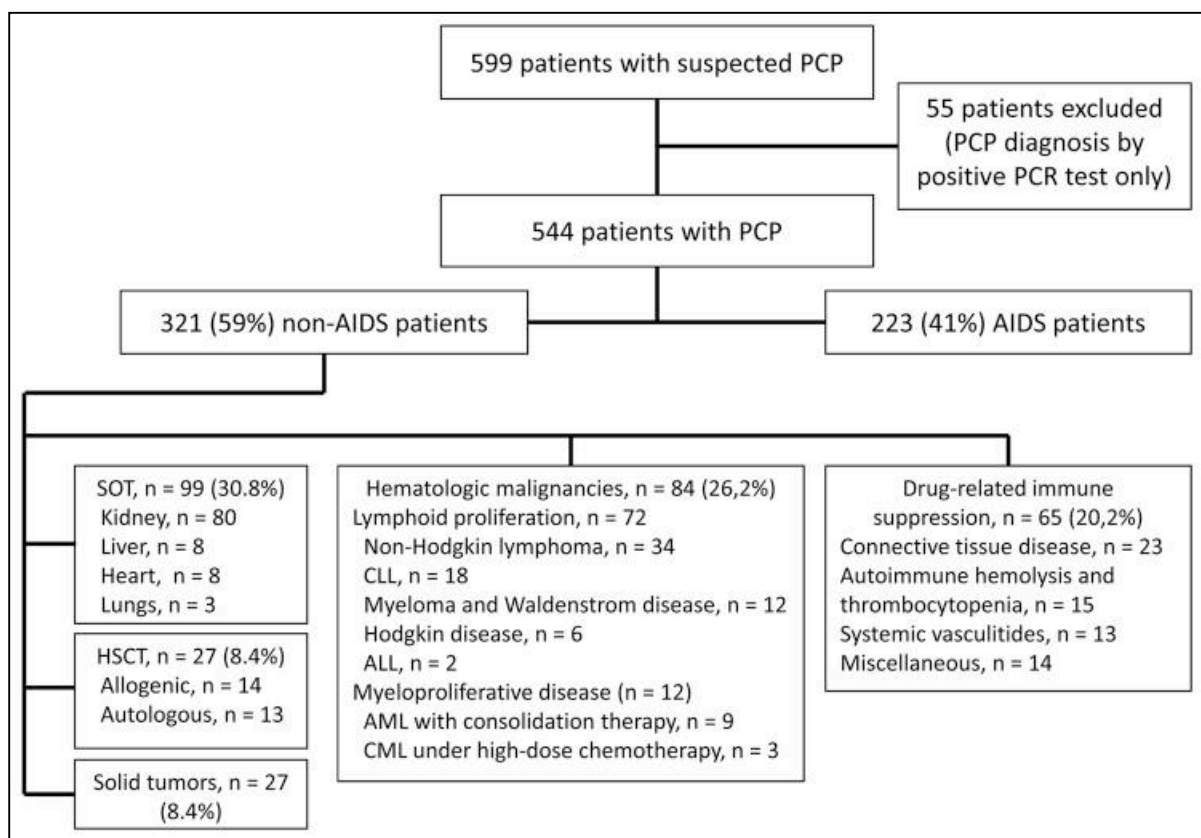 599 patients with suspected PCP
55 patients excluded
(PCP diagnosis by
positive PCR test only)
544 patients with PCP
321 (59%) non-AIDS patients
223 (41%) AIDS patients
SOT, n = 99 (30.8%)
Kidney, n = 80
Liver, n = 8
Heart, n = 8
Lungs, n = 3
HSCT, n = 27 (8.4%)
Allogenic, n = 14
Autologous, n = 13
Solid tumors, n = 27
(8.4%)
Hematologic malignancies, n = 84 (26,2%)
Lymphoid proliferation, n = 72
Non-Hodgkin lymphoma, n = 34
CLL, n = 18
Myeloma and Waldenstrom disease, n = 12
Hodgkin disease, n = 6
ALL, n = 2
Myeloproliferative disease (n = 12)
AML with consolidation therapy, n = 9
CML under high-dose chemotherapy, n = 3
Drug-related immune
suppression, n = 65 (20,2%)
Connective tissue disease, n = 23
Autoimmune hemolysis and
thrombocytopenia, n = 15
Systemic vasculitides, n = 13
Miscellaneous, n = 14